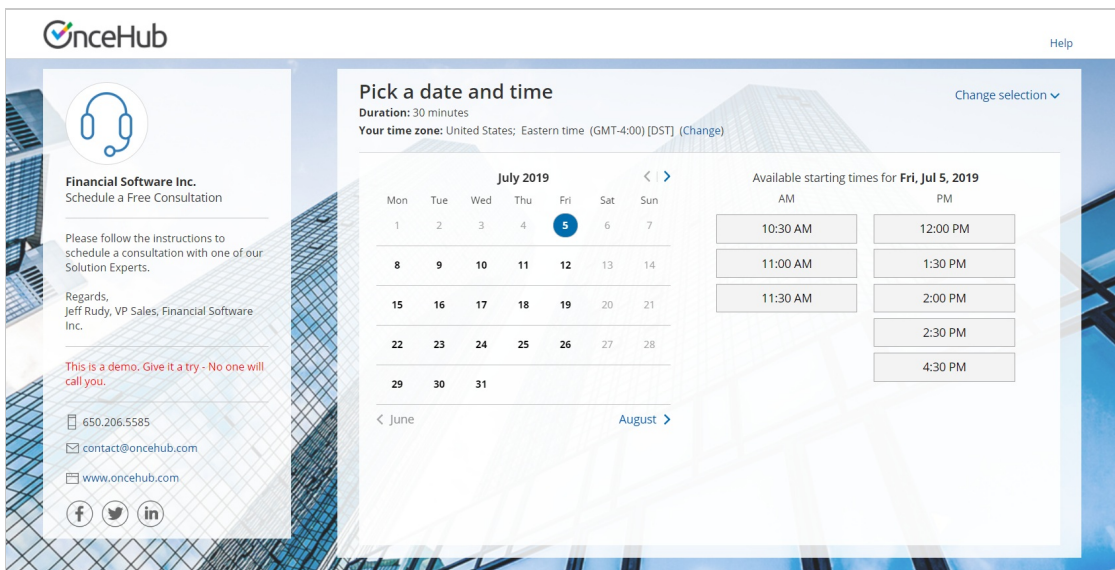 OnceHub
Help
Financial Software Inc.
Schedule a Free Consultation
Please follow the instructions to
schedule a consultation with one of our
Solution Experts.
Regards,
Jeff Rudy, VP Sales, Financial Software
Inc.
This is a demo. Give it a try - No one will
call you.
650.206.5585
contact@oncehub.com
www.oncehub.com
f in
Pick a date and time
Change selection
Duration: 30 minutes
Your time zone: United States; Eastern time (GMT-4:00) [DST] (Change)
July 2019
Mon Tue Wed Thu Fri Sat Sun
1 2 3 4 5 6 7
8 9 10 11 12 13 14
15 16 17 18 19 20 21
22 23 24 25 26 27 28
29 30 31
< June August >
Available starting times for Fri, Jul 5, 2019
AM PM
10:30 AM 12:00 PM
11:00 AM 1:30 PM
11:30 AM 2:00 PM
2:30 PM
4:30 PM